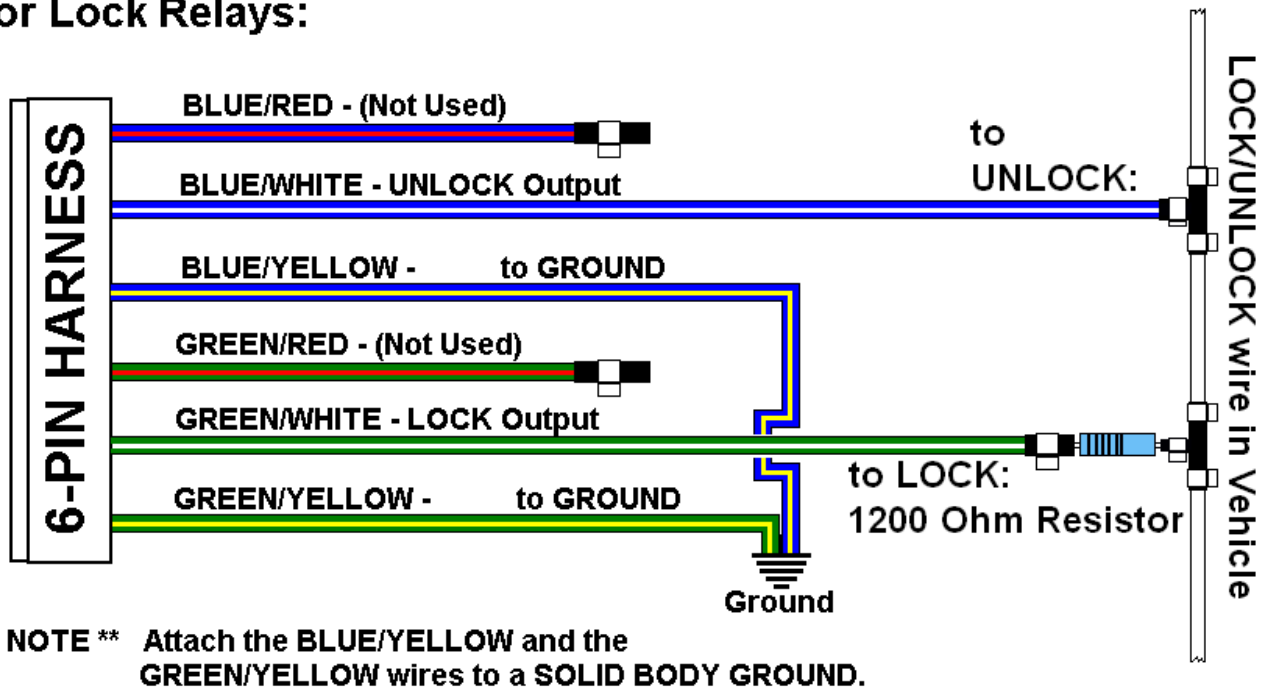 or Lock Relays:
BLUE/RED - (Not Used)
to
UNLOCK:
BLUE/WHITE - UNLOCK Output
BLUE/YELLOW - to GROUND
GREEN/RED - (Not Used)
GREEN/WHITE - LOCK Output
to LOCK:
1200 Ohm Resistor
GREEN/YELLOW - to GROUND
Ground
6-PIN HARNESS
LOCK/UNLOCK wire in Vehicle
NOTE ** Attach the BLUE/YELLOW and the
GREEN/YELLOW wires to a SOLID BODY GROUND.